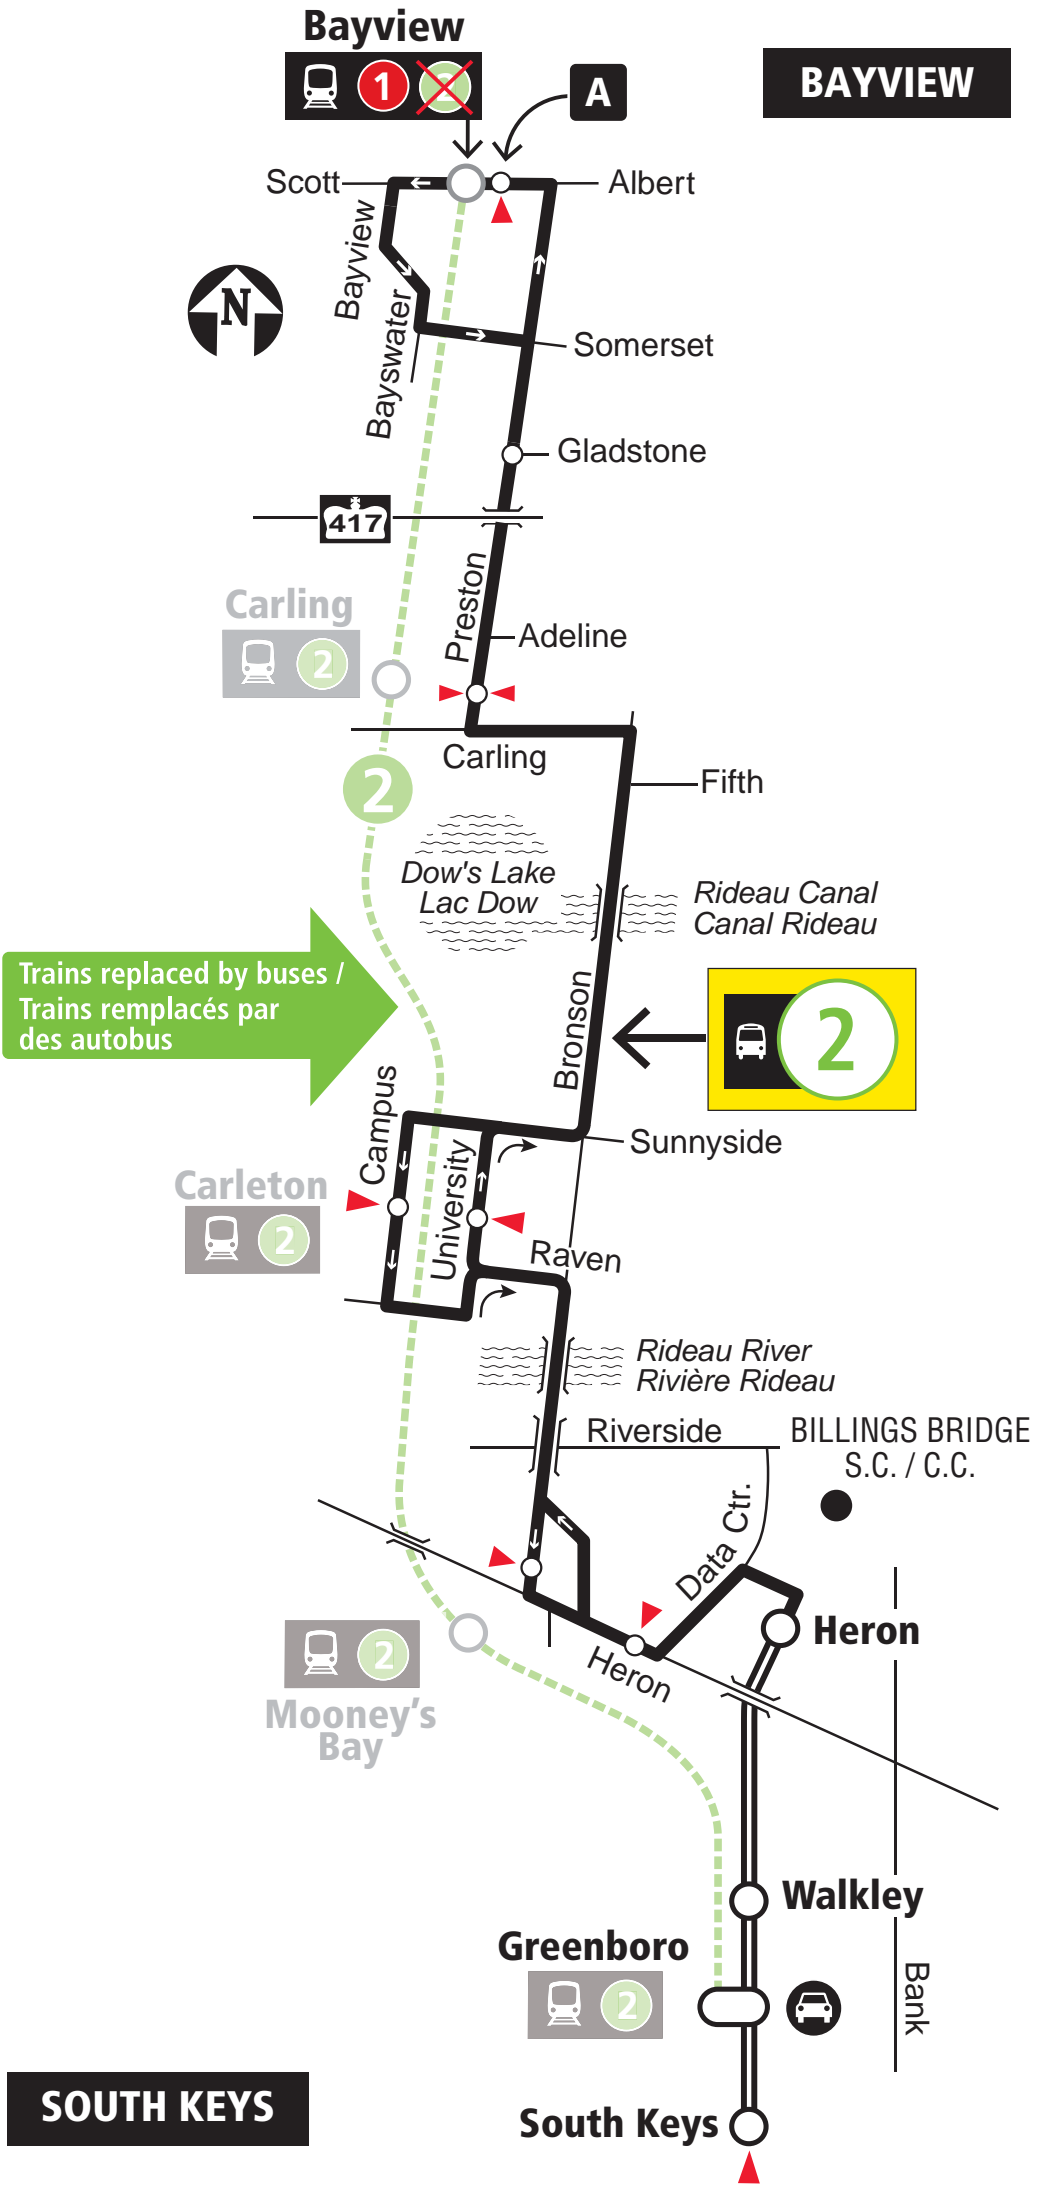 Bayview
1
2
A
BAYVIEW
Scott
Albert
Bayview
N
Bayswater
Somerset
Gladstone
417
Preston
Carling
2
Adeline
Carling
Fifth
2
Dow's Lake
Lac Dow
Rideau Canal
Canal Rideau
Trains replaced by buses /
Trains remplacés par
des autobus
Bronson
2
Campus
Sunnyside
University
Carleton
2
Raven
Rideau River
Rivière Rideau
Riverside
BILLINGS BRIDGE
S.C. / C.C.
Data Ctr.
Heron
2
Mooney's
Bay
Heron
Walkley
Greenboro
2
Bank
SOUTH KEYS
South Keys